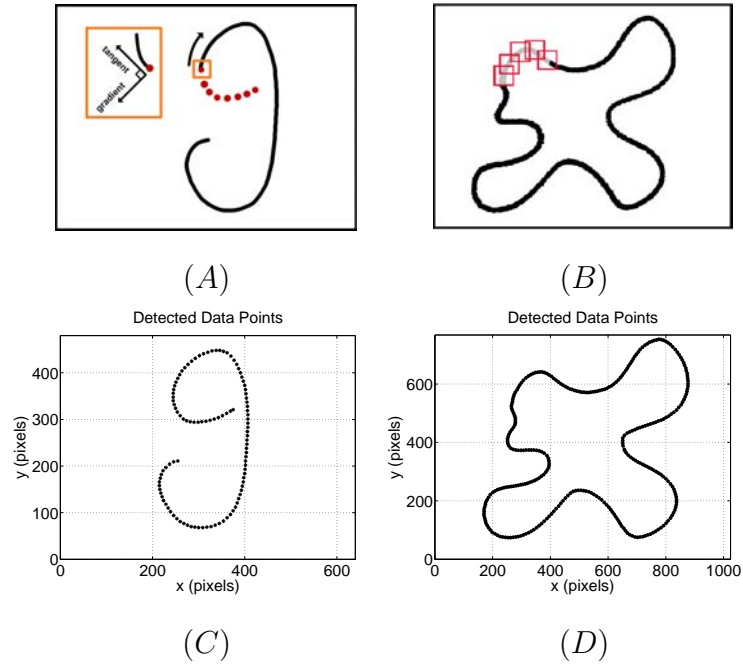 tangent
gradient
(A)
(B)
Detected Data Points
y (pixels)
400
300
200
100
0
0 200 400 600
x (pixels)
(C)
Detected Data Points
y (pixels)
600
400
200
0
0 200 400 600 800 1000
x (pixels)
(D)